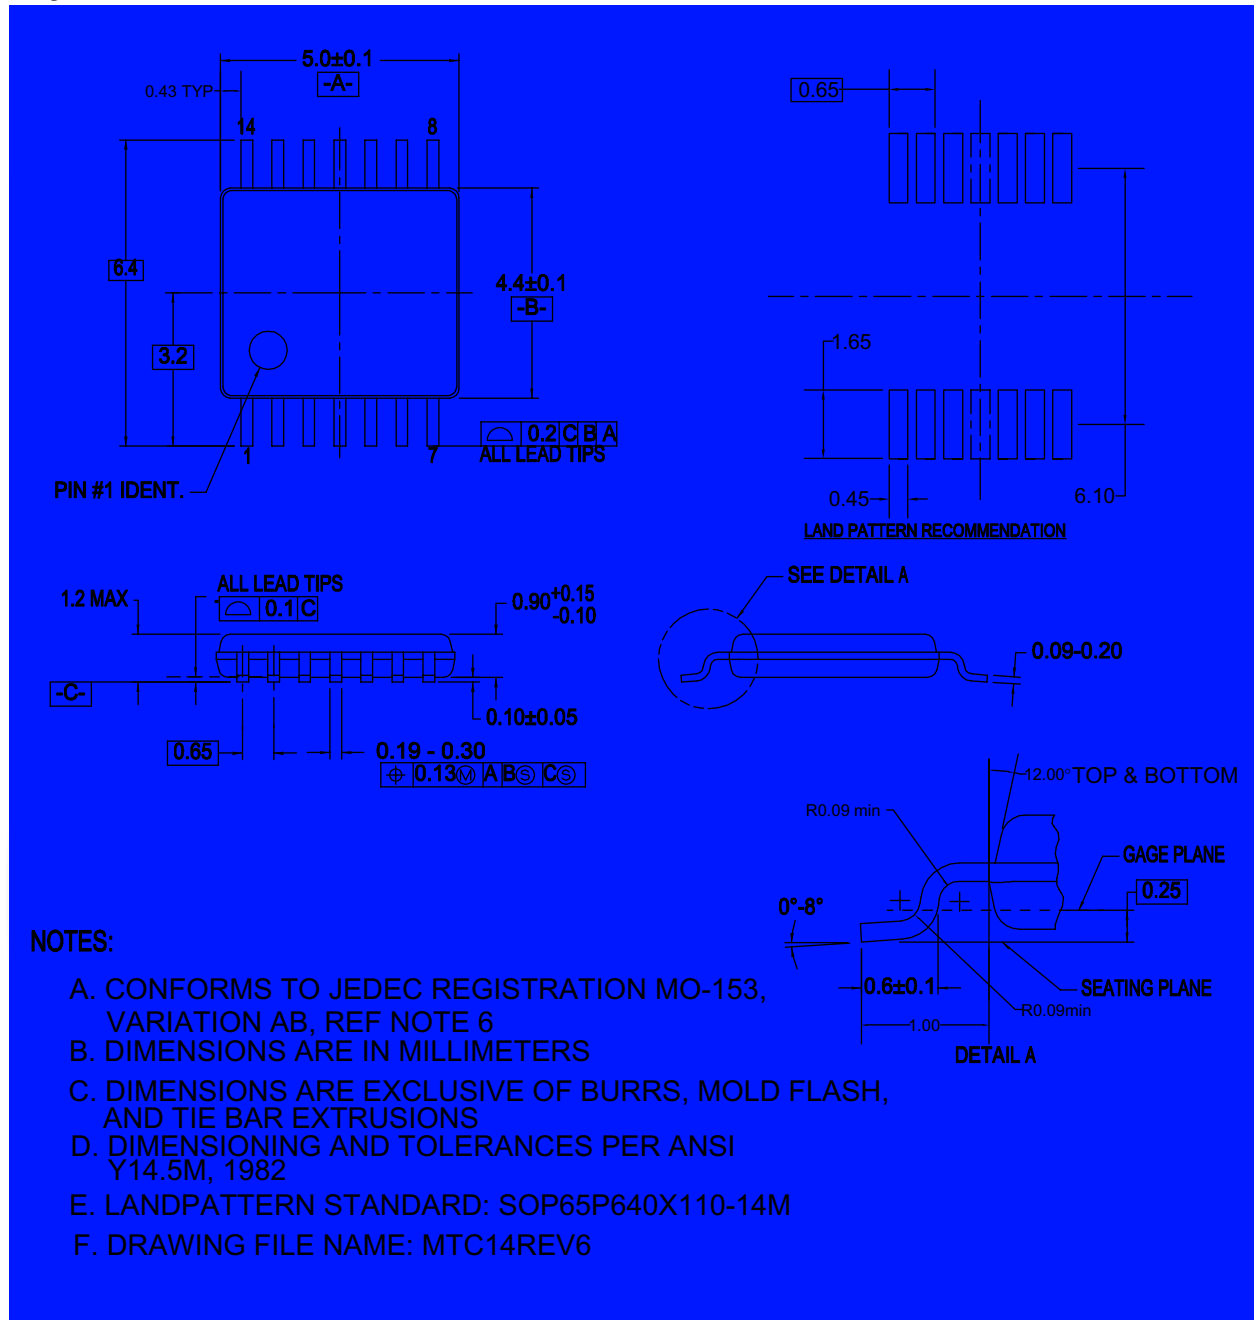 5.0±0.1
-A-
0.43 TYP
14
8
6.4
3.2
4.4±0.1
-B-
0.2 C B A
ALL LEAD TIPS
1
7
PIN #1 IDENT.
0.65
1.65
0.45
6.10
LAND PATTERN RECOMMENDATION
ALL LEAD TIPS
0.1 C
1.2 MAX
0.90 +0.15
-0.10
-C-
0.10±0.05
0.65
0.19 - 0.30
⌖ 0.13Ⓜ A BⓈ CⓈ
SEE DETAIL A
0.09-0.20
12.00° TOP & BOTTOM
R0.09 min
GAGE PLANE
0.25
0°-8°
0.6±0.1
SEATING PLANE
R0.09min
1.00
DETAIL A
NOTES:
A. CONFORMS TO JEDEC REGISTRATION MO-153,
VARIATION AB, REF NOTE 6
B. DIMENSIONS ARE IN MILLIMETERS
C. DIMENSIONS ARE EXCLUSIVE OF BURRS, MOLD FLASH,
AND TIE BAR EXTRUSIONS
D. DIMENSIONING AND TOLERANCES PER ANSI
Y14.5M, 1982
E. LANDPATTERN STANDARD: SOP65P640X110-14M
F. DRAWING FILE NAME: MTC14REV6